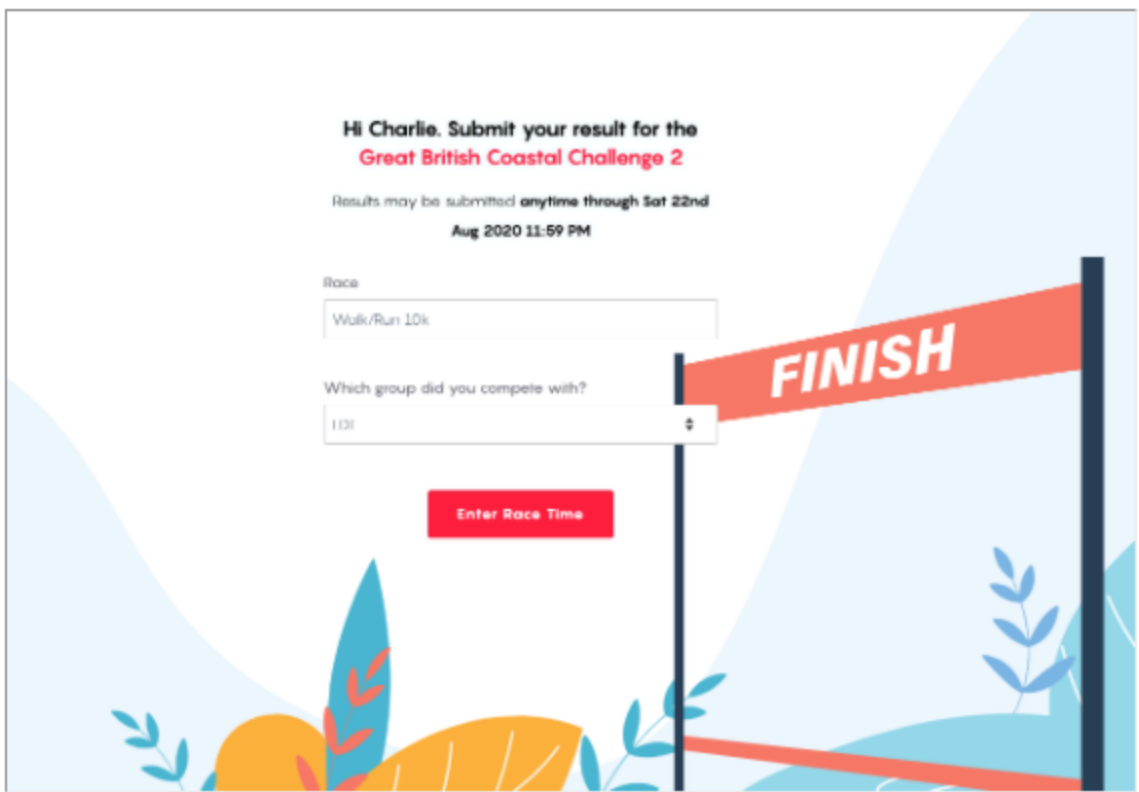 Hi Charlie. Submit your result for the
Great British Coastal Challenge 2
Results may be submitted anytime through Sat 22nd
Aug 2020 11:59 PM
Race
Walk/Run 10k
Which group did you compete with?
Enter Race Time
FINISH